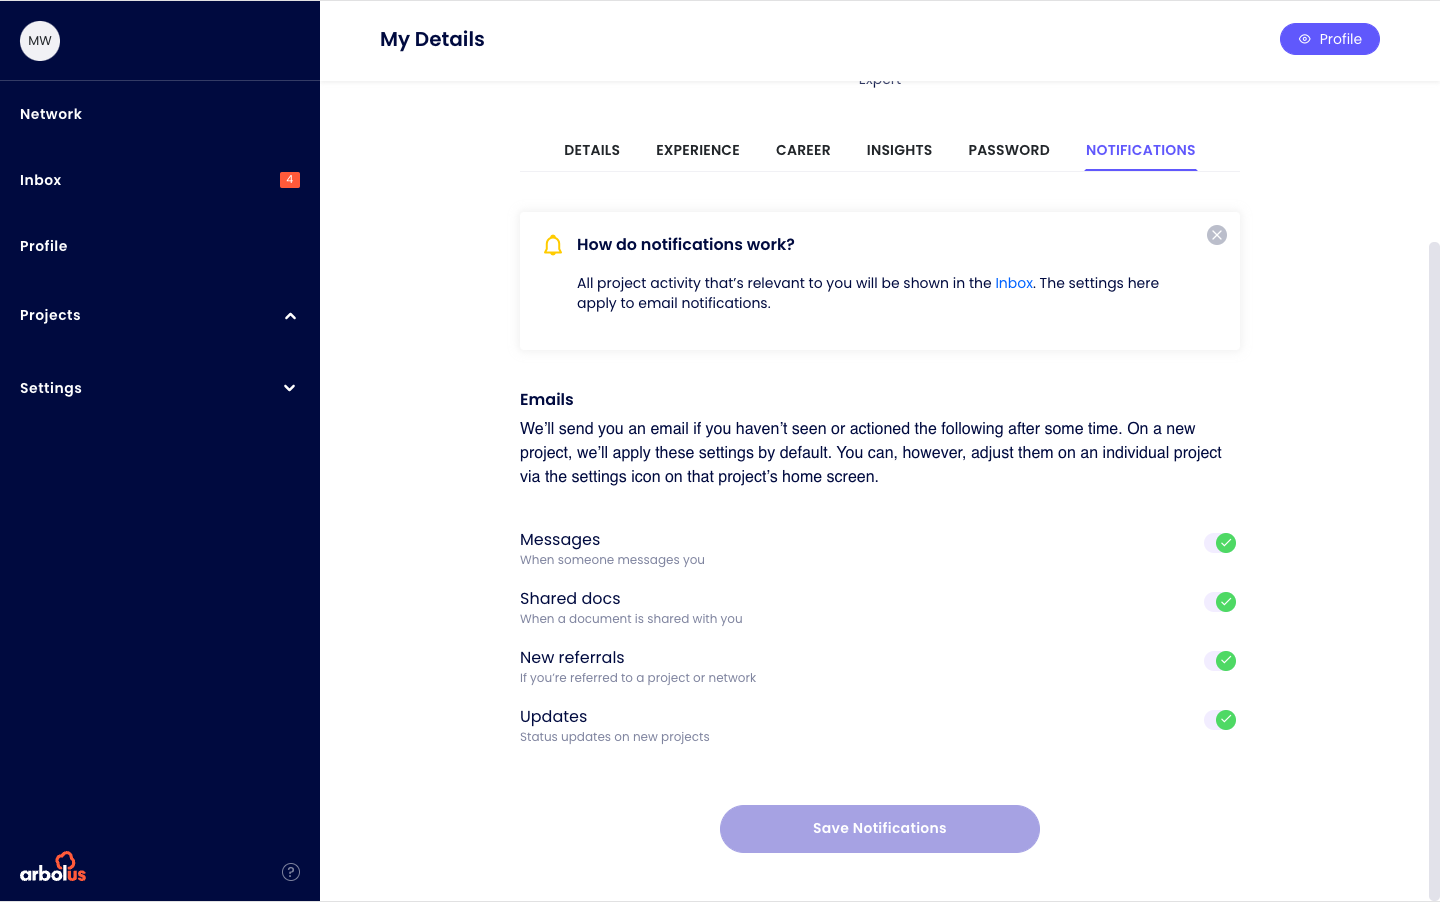 MW
Network
Inbox
4
Profile
Projects
Settings
arbolus
?
My Details
Profile
Expert
DETAILS
EXPERIENCE
CAREER
INSIGHTS
PASSWORD
NOTIFICATIONS
How do notifications work?
All project activity that’s relevant to you will be shown in the Inbox. The settings here
apply to email notifications.
Emails
We’ll send you an email if you haven’t seen or actioned the following after some time. On a new
project, we’ll apply these settings by default. You can, however, adjust them on an individual project
via the settings icon on that project’s home screen.
Messages
When someone messages you
Shared docs
When a document is shared with you
New referrals
If you’re referred to a project or network
Updates
Status updates on new projects
Save Notifications